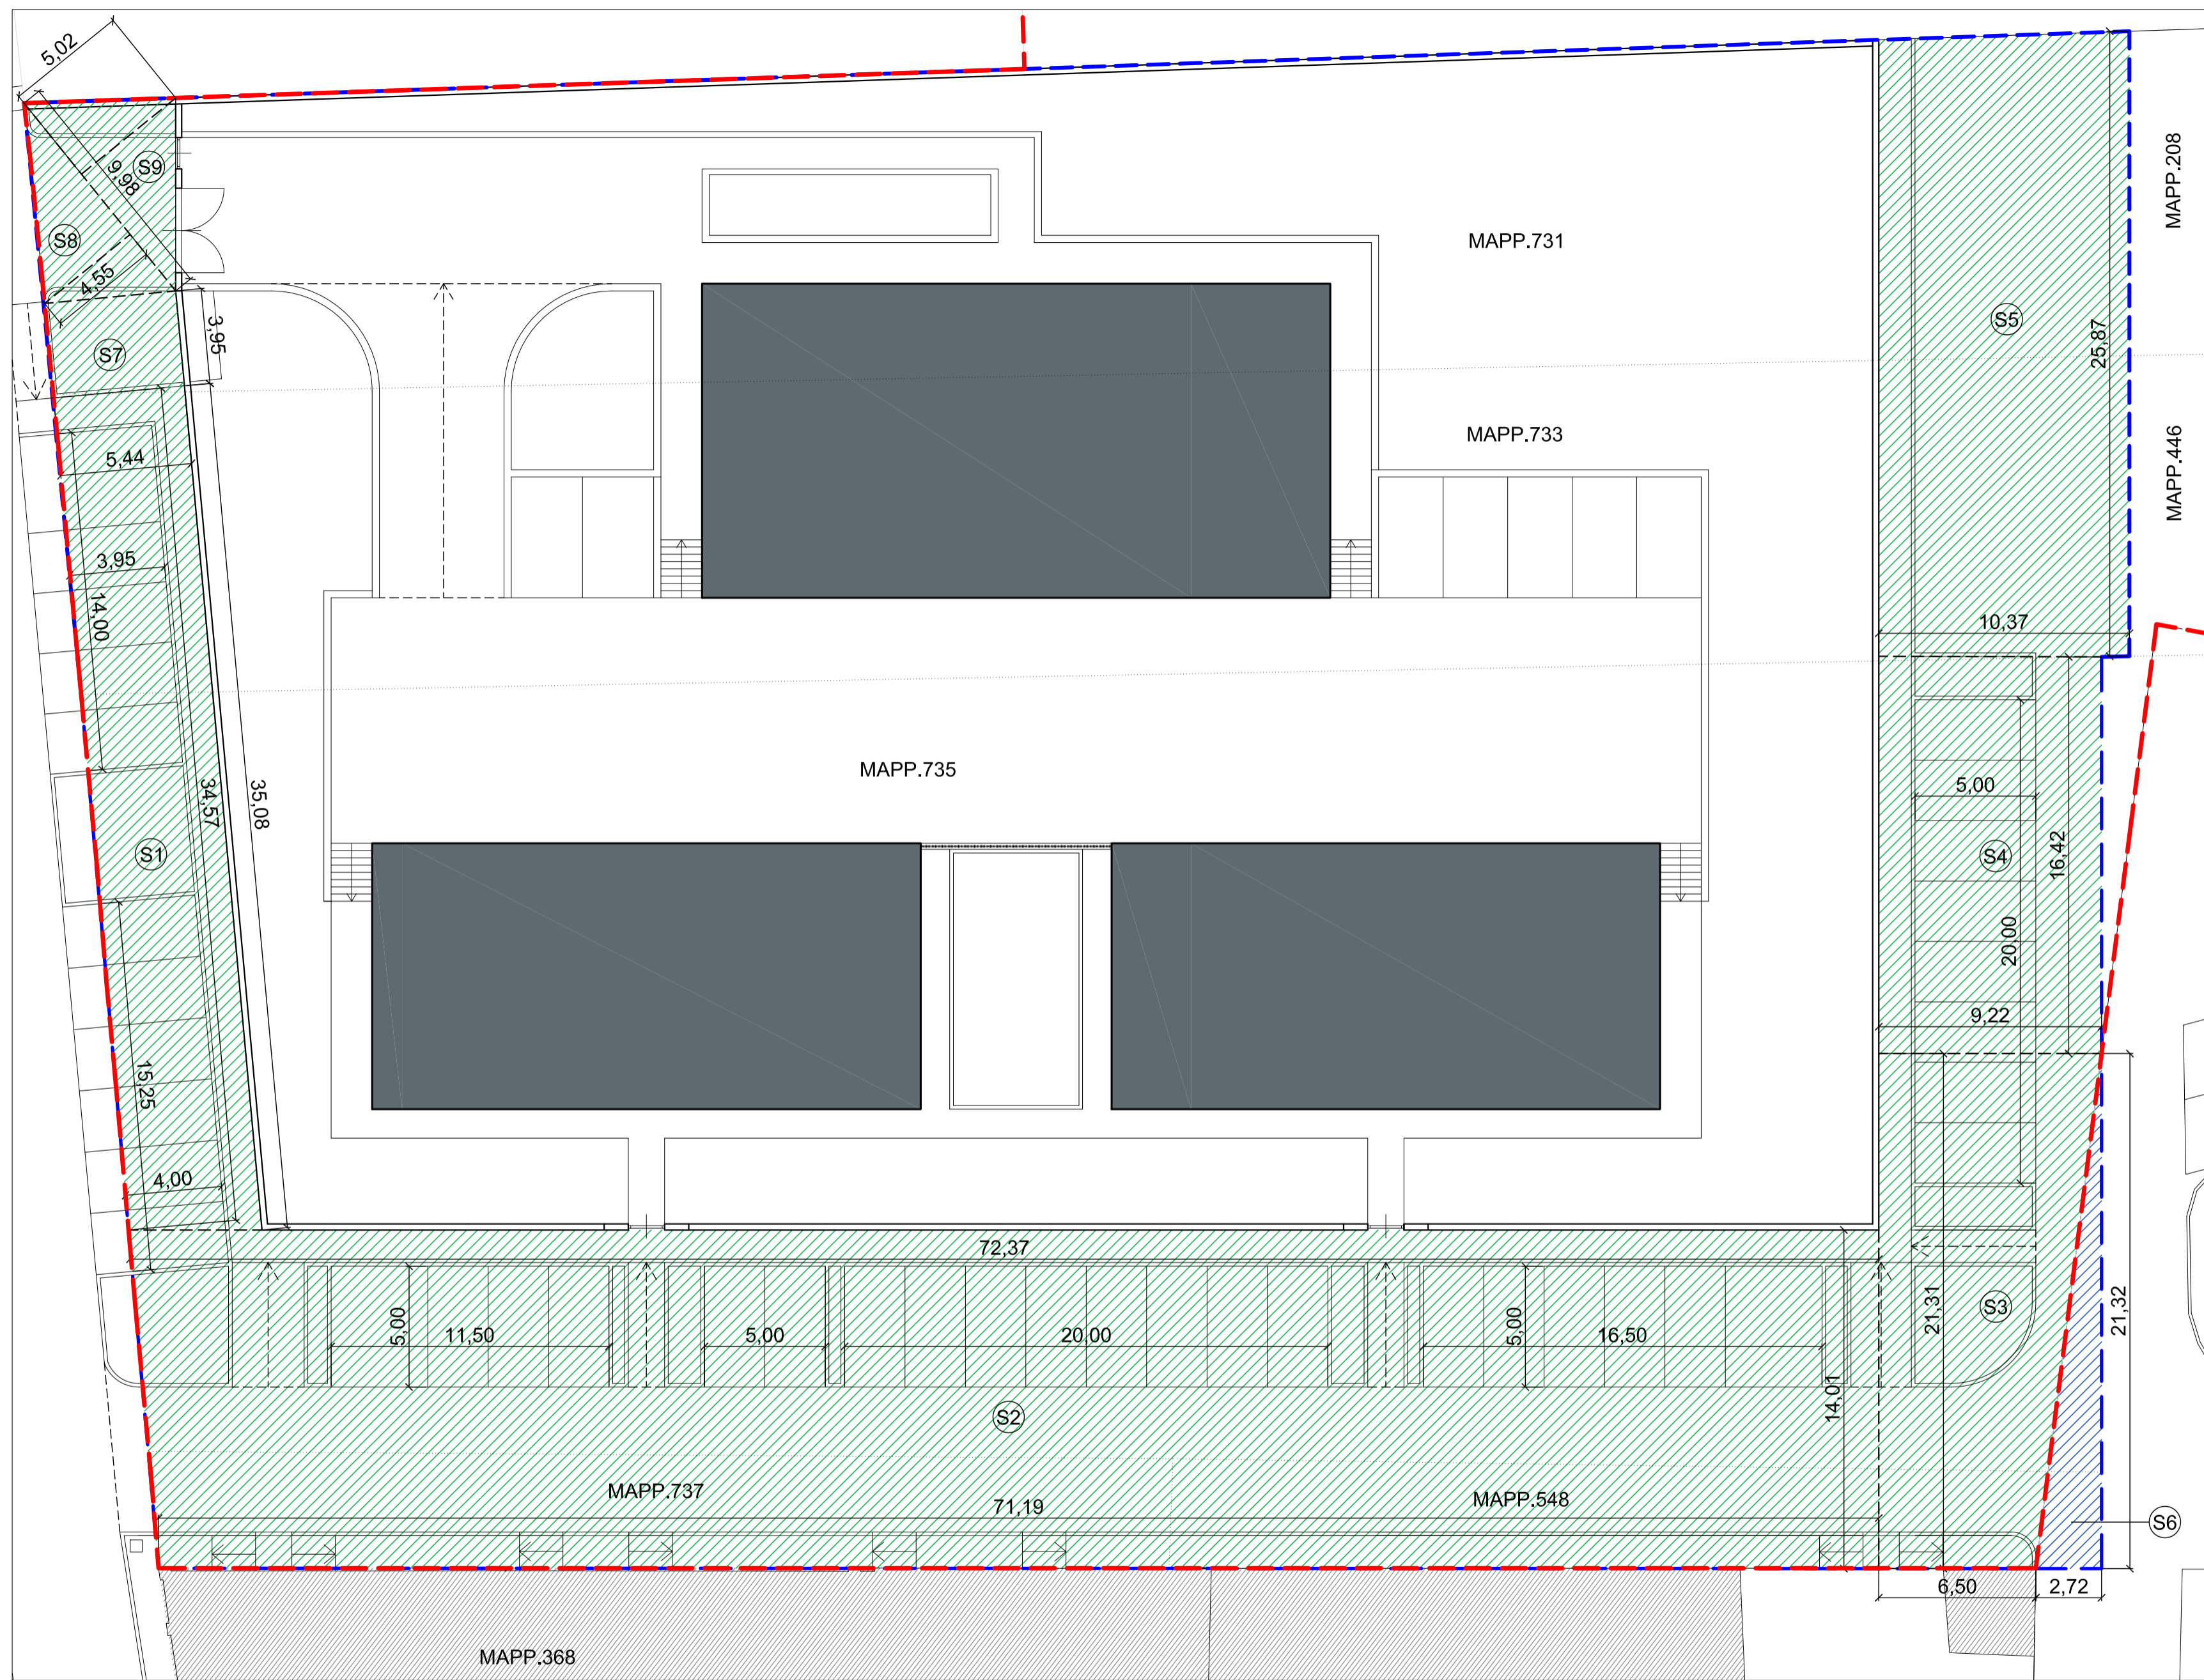 5,02
9,98
S9
S8
4,55
S7
3,95
5,44
3,95
14,00
34,57
35,08
S1
15,25
4,00
MAPP.731
MAPP.733
MAPP.735
MAPP.208
MAPP.446
S5
25,87
10,37
5,00
S4
16,42
20,00
9,22
72,37
5,00
11,50
5,00
20,00
5,00
16,50
14,01
21,31
S3
21,32
S2
MAPP.737
71,19
MAPP.548
S6
6,50
2,72
MAPP.368